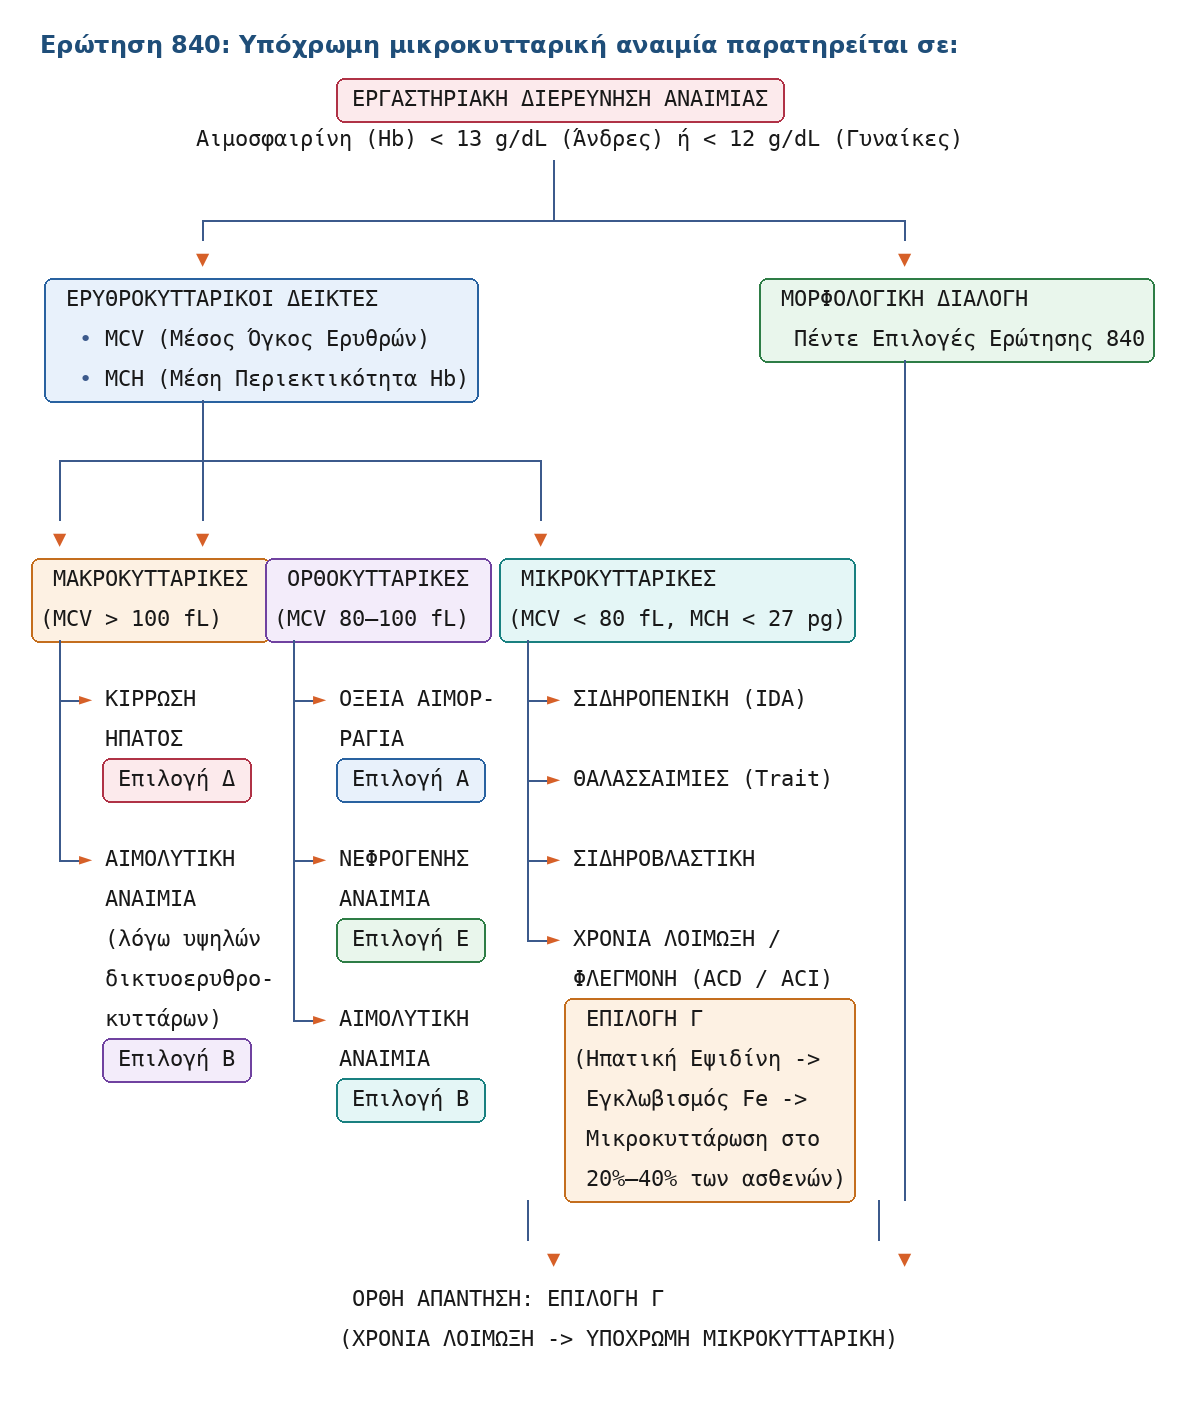 Ερώτηση 840: Υπόχρωμη μικροκυτταρική αναιμία παρατηρείται σε:
ΕΡΓΑΣΤΗΡΙΑΚΗ ΔΙΕΡΕΥΝΗΣΗ ΑΝΑΙΜΙΑΣ
Αιμοσφαιρίνη (Hb) < 13 g/dL (Άνδρες) ή < 12 g/dL (Γυναίκες)
ΕΡΥΘΡΟΚΥΤΤΑΡΙΚΟΙ ΔΕΙΚΤΕΣ
• MCV (Μέσος Όγκος Ερυθρών)
• MCH (Μέση Περιεκτικότητα Hb)
ΜΟΡΦΟΛΟΓΙΚΗ ΔΙΑΛΟΓΗ
Πέντε Επιλογές Ερώτησης 840
ΜΑΚΡΟΚΥΤΤΑΡΙΚΕΣ
(MCV > 100 fL)
ΟΡΘΟΚΥΤΤΑΡΙΚΕΣ
(MCV 80–100 fL)
ΜΙΚΡΟΚΥΤΤΑΡΙΚΕΣ
(MCV < 80 fL, MCH < 27 pg)
ΚΙΡΡΩΣΗ
ΗΠΑΤΟΣ
Επιλογή Δ
ΑΙΜΟΛΥΤΙΚΗ
ΑΝΑΙΜΙΑ
(λόγω υψηλών
δικτυοερυθρο-
κυττάρων)
Επιλογή Β
ΟΞΕΙΑ ΑΙΜΟΡ-
ΡΑΓΙΑ
Επιλογή Α
ΝΕΦΡΟΓΕΝΗΣ
ΑΝΑΙΜΙΑ
Επιλογή Ε
ΑΙΜΟΛΥΤΙΚΗ
ΑΝΑΙΜΙΑ
Επιλογή Β
ΣΙΔΗΡΟΠΕΝΙΚΗ (IDA)
ΘΑΛΑΣΣΑΙΜΙΕΣ (Trait)
ΣΙΔΗΡΟΒΛΑΣΤΙΚΗ
ΧΡΟΝΙΑ ΛΟΙΜΩΞΗ /
ΦΛΕΓΜΟΝΗ (ACD / ACI)
ΕΠΙΛΟΓΗ Γ
(Ηπατική Εψιδίνη ->
Εγκλωβισμός Fe ->
Μικροκυττάρωση στο
20%–40% των ασθενών)
ΟΡΘΗ ΑΠΑΝΤΗΣΗ: ΕΠΙΛΟΓΗ Γ
(ΧΡΟΝΙΑ ΛΟΙΜΩΞΗ -> ΥΠΟΧΡΩΜΗ ΜΙΚΡΟΚΥΤΤΑΡΙΚΗ)